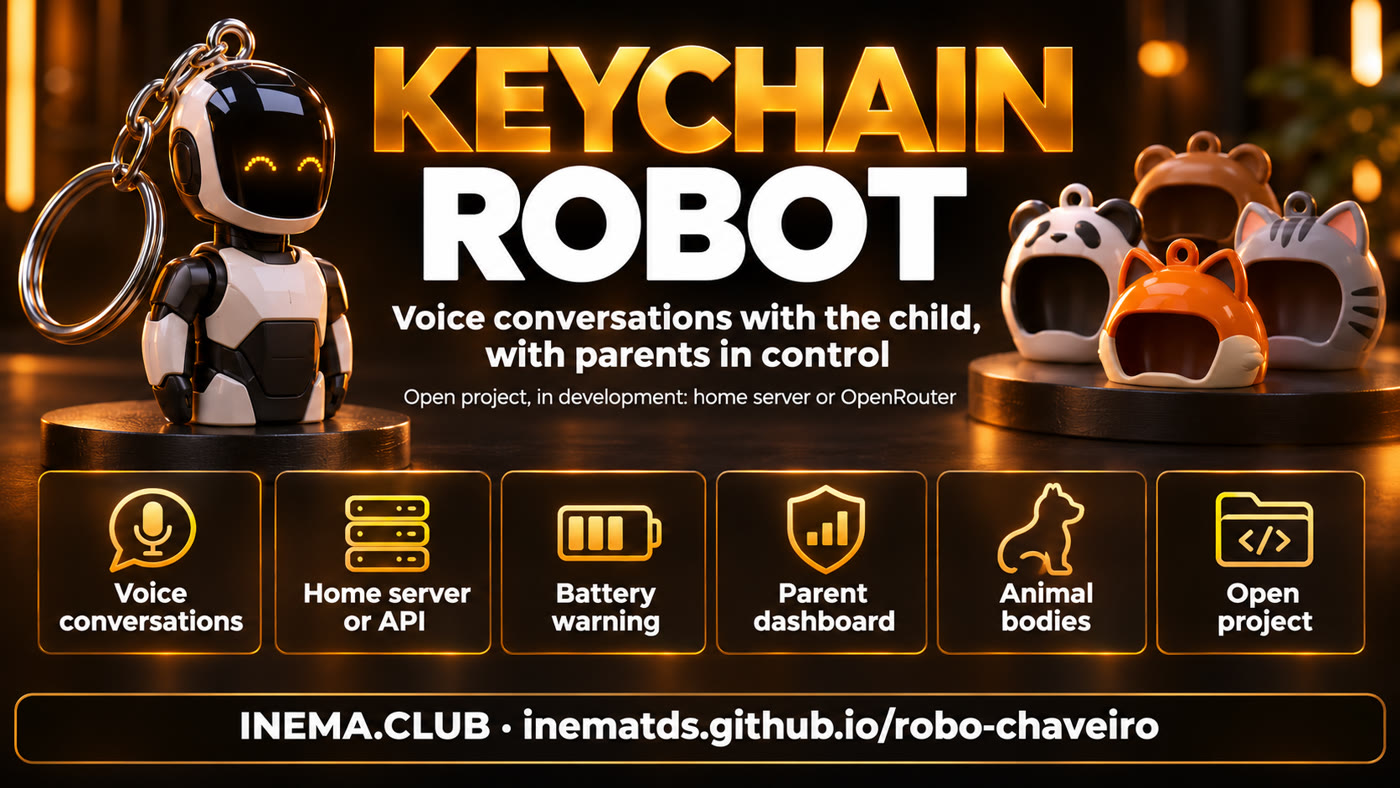 KEYCHAIN
ROBOT
Voice conversations with the child,
with parents in control
Open project, in development: home server or OpenRouter
Voice
conversations
Home server
or API
Battery
warning
Parent
dashboard
Animal
bodies
Open
project
INEMA.CLUB · inematds.github.io/robo-chaveiro